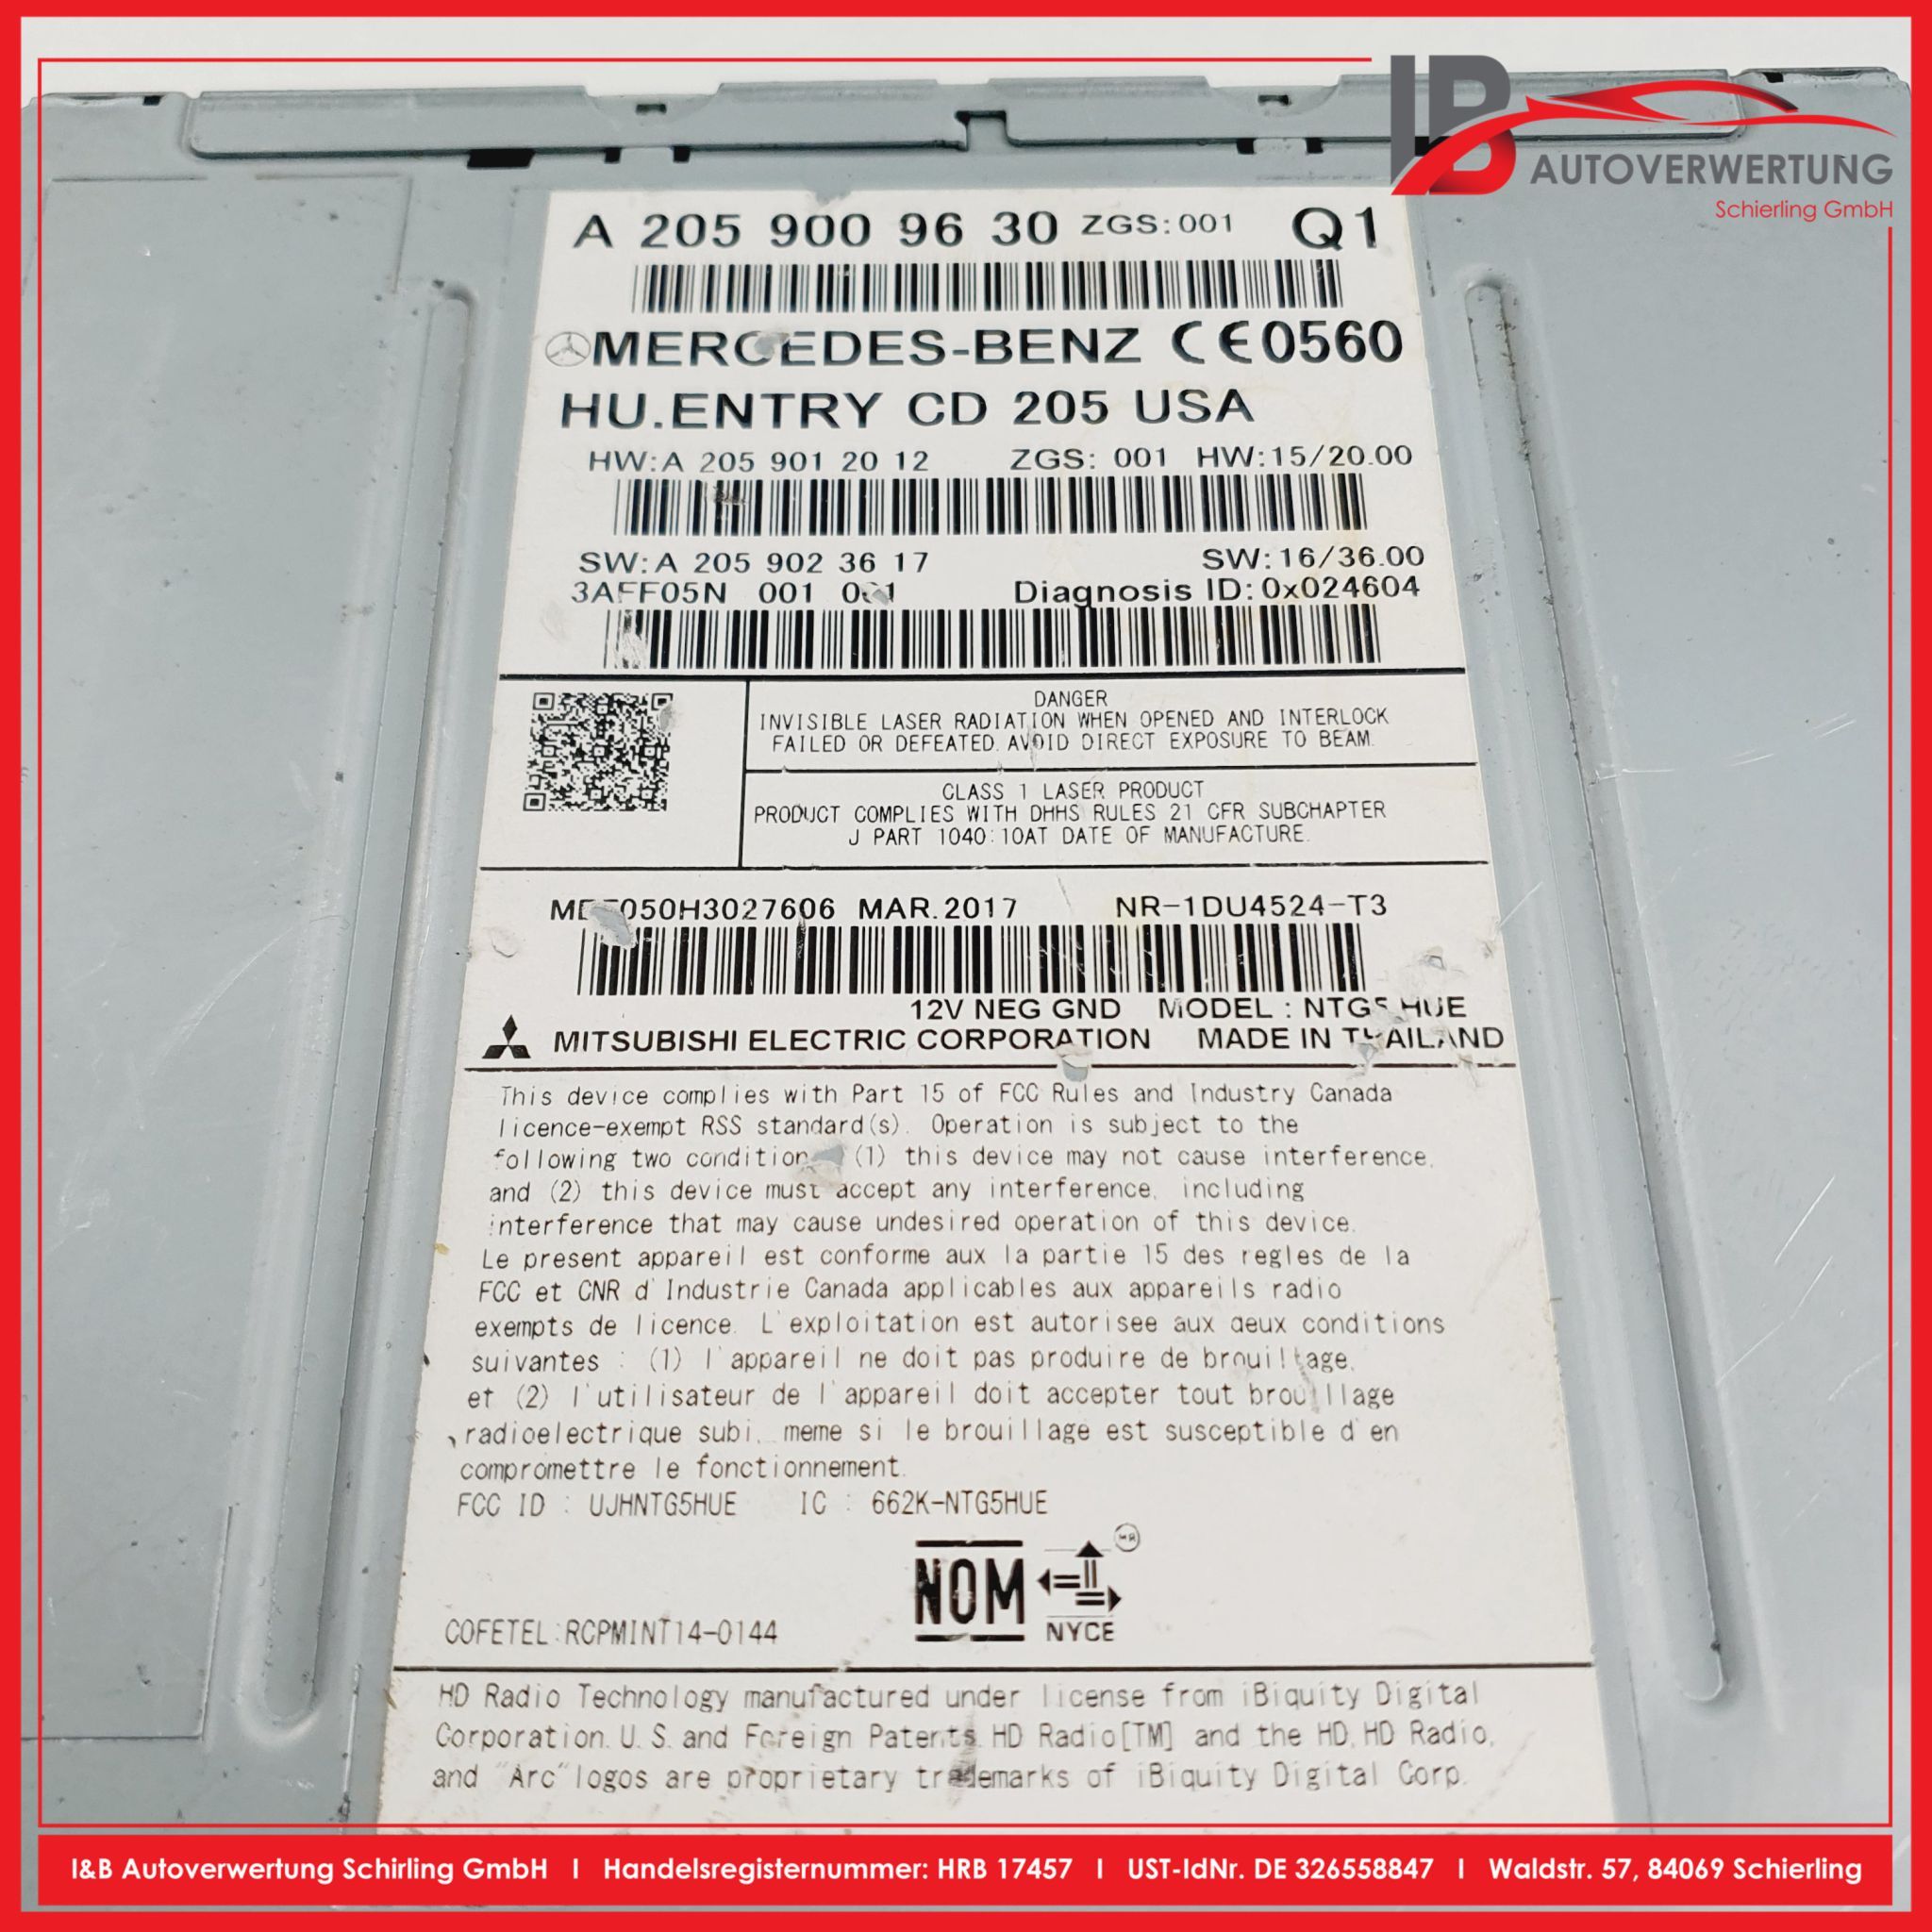 IB AUTOVERWERTUNG
Schierling GmbH
A 205 900 96 30 ZGS:001 Q1
MERCEDES-BENZ CE0560
HU.ENTRY CD 205 USA
HW:A 205 901 20 12 ZGS: 001 HW:15/20.00
SW:A 205 902 36 17 SW:16/36.00
3AFF05N 001 001 Diagnosis ID:0x024604
DANGER
INVISIBLE LASER RADIATION WHEN OPENED AND INTERLOCK
FAILED OR DEFEATED. AVOID DIRECT EXPOSURE TO BEAM.
CLASS 1 LASER PRODUCT
PRODUCT COMPLIES WITH DHHS RULES 21 CFR SUBCHAPTER
J PART 1040:10AT DATE OF MANUFACTURE.
MAR.2017 NR-1DU4524-T3
12V NEG GND MODEL : NTG5 HUE
MITSUBISHI ELECTRIC CORPORATION MADE IN THAILAND
This device complies with Part 15 of FCC Rules and Industry Canada
licence-exempt RSS standard(s). Operation is subject to the
following two condition (1) this device may not cause interference,
and (2) this device must accept any interference, including
interference that may cause undesired operation of this device.
Le present appareil est conforme aux la partie 15 des regles de la
FCC et CNR d'Industrie Canada applicables aux appareils radio
exempts de licence. L'exploitation est autorisee aux deux conditions
suivantes : (1) l'appareil ne doit pas produire de brouillage,
et (2) l'utilisateur de l'appareil doit accepter tout brouillage
radioelectrique subi, meme si le brouillage est susceptible d'en
compromettre le fonctionnement.
FCC ID : UJHNTG5HUE IC : 662K-NTG5HUE
NOM
NYCE
COFETEL:RCPMINT14-0144
HD Radio Technology manufactured under license from iBiquity Digital
Corporation. U.S. and Foreign Patents. HD Radio[TM] and the HD, HD Radio,
and "Arc" logos are proprietary trademarks of iBiquity Digital Corp.
I&B Autoverwertung Schirling GmbH I Handelsregisternummer: HRB 17457 I UST-IdNr. DE 326558847 I Waldstr. 57, 84069 Schierling